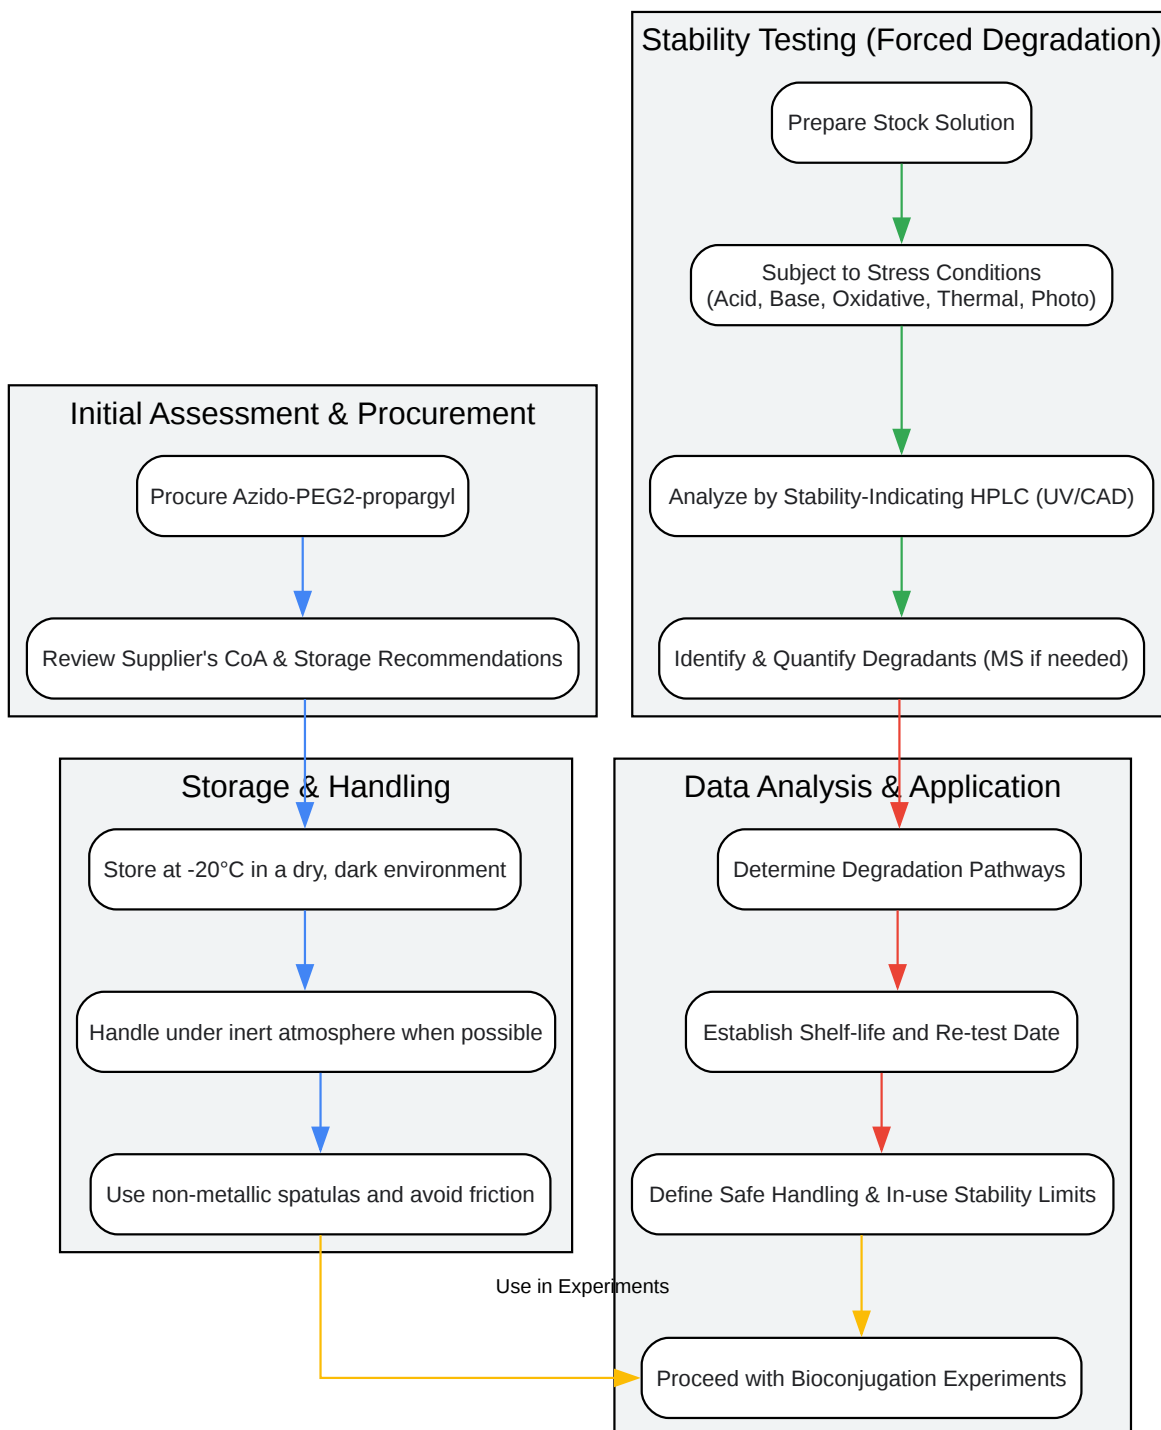 Stability Testing (Forced Degradation)
Prepare Stock Solution
Subject to Stress Conditions
(Acid, Base, Oxidative, Thermal, Photo)
Analyze by Stability-Indicating HPLC (UV/CAD)
Identify & Quantify Degradants (MS if needed)
Initial Assessment & Procurement
Procure Azido-PEG2-propargyl
Review Supplier's CoA & Storage Recommendations
Storage & Handling
Store at -20°C in a dry, dark environment
Handle under inert atmosphere when possible
Use non-metallic spatulas and avoid friction
Data Analysis & Application
Determine Degradation Pathways
Establish Shelf-life and Re-test Date
Define Safe Handling & In-use Stability Limits
Use in Experiments
Proceed with Bioconjugation Experiments